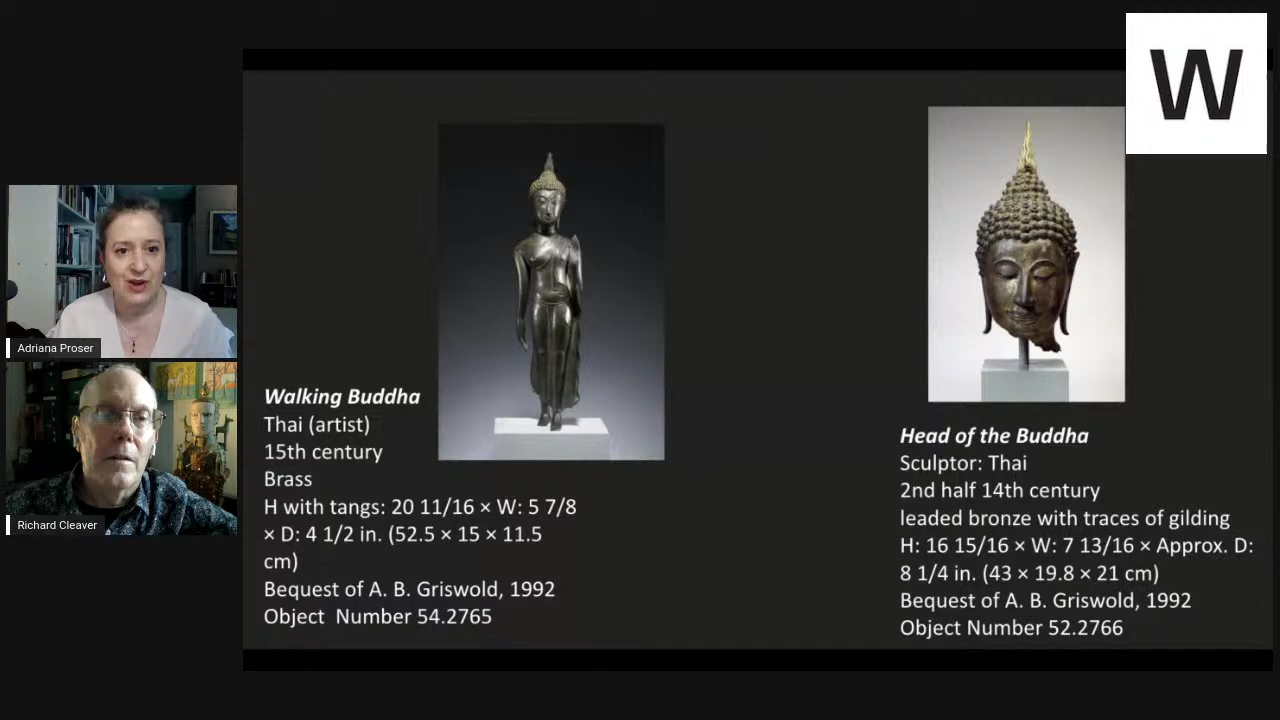 W
Adriana Proser
Richard Cleaver
Walking Buddha
Thai (artist)
15th century
Brass
H with tangs: 20 11/16 × W: 5 7/8
× D: 4 1/2 in. (52.5 × 15 × 11.5
cm)
Bequest of A. B. Griswold, 1992
Object  Number 54.2765
Head of the Buddha
Sculptor: Thai
2nd half 14th century
leaded bronze with traces of gilding
H: 16 15/16 × W: 7 13/16 × Approx. D:
8 1/4 in. (43 × 19.8 × 21 cm)
Bequest of A. B. Griswold, 1992
Object Number 52.2766